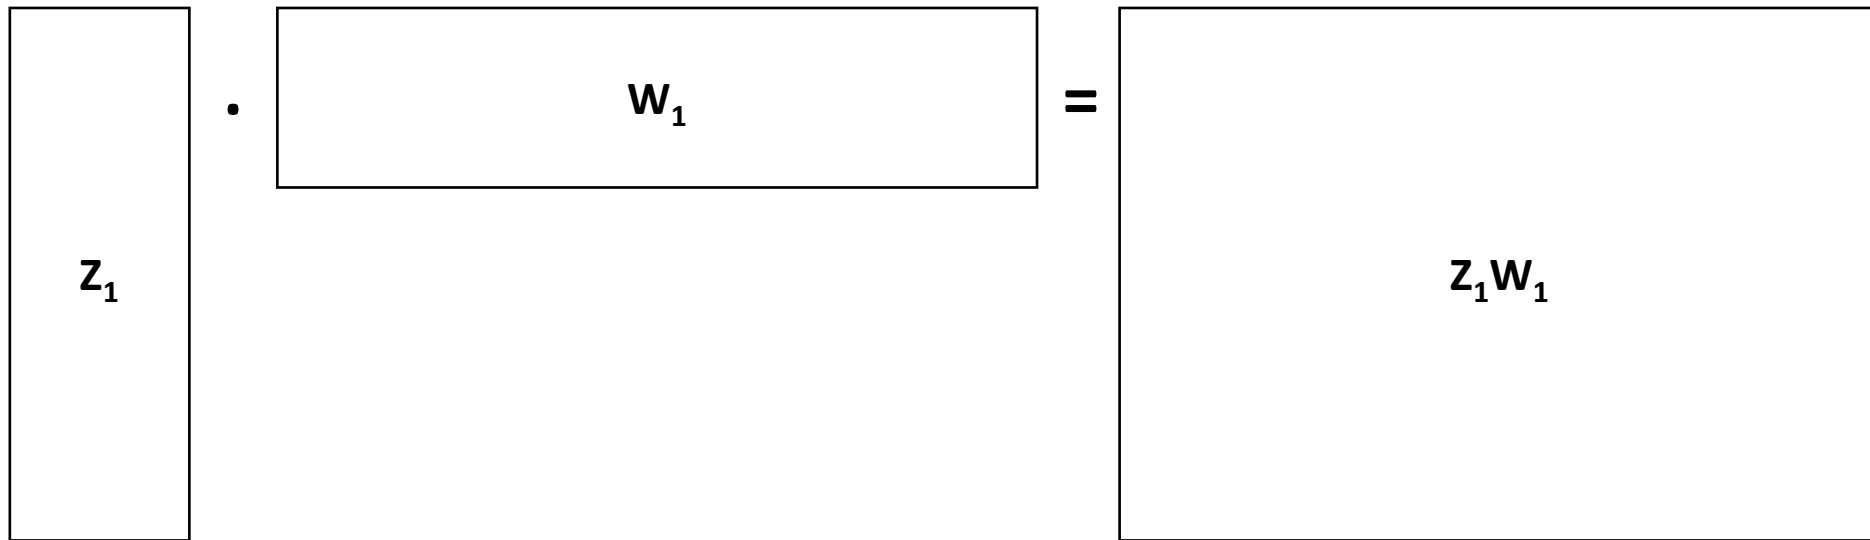 Z₁ · W₁ = Z₁W₁